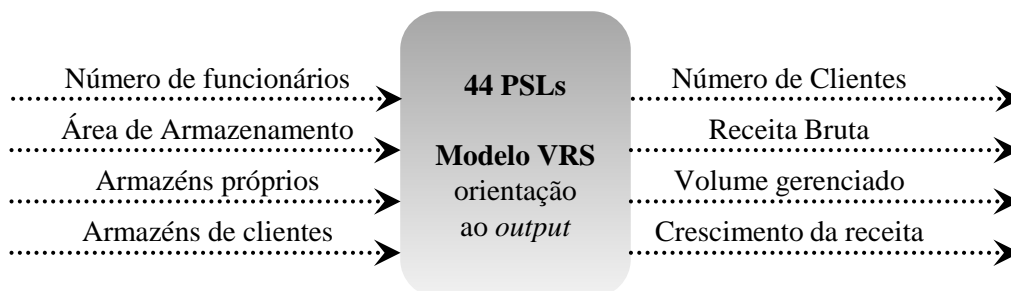 Número de funcionários
Área de Armazenamento
Armazéns próprios
Armazéns de clientes
44 PSLs
Modelo VRS
orientação
ao output
Número de Clientes
Receita Bruta
Volume gerenciado
Crescimento da receita